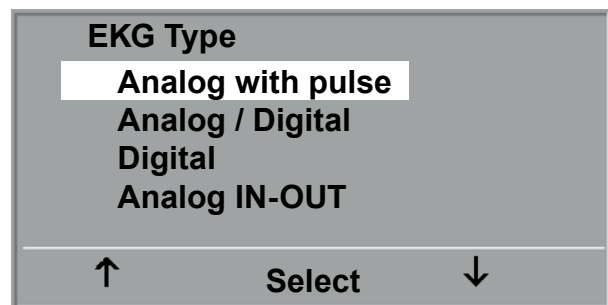 EKG Type
Analog with pulse
Analog / Digital
Digital
Analog IN-OUT
↑ Select ↓